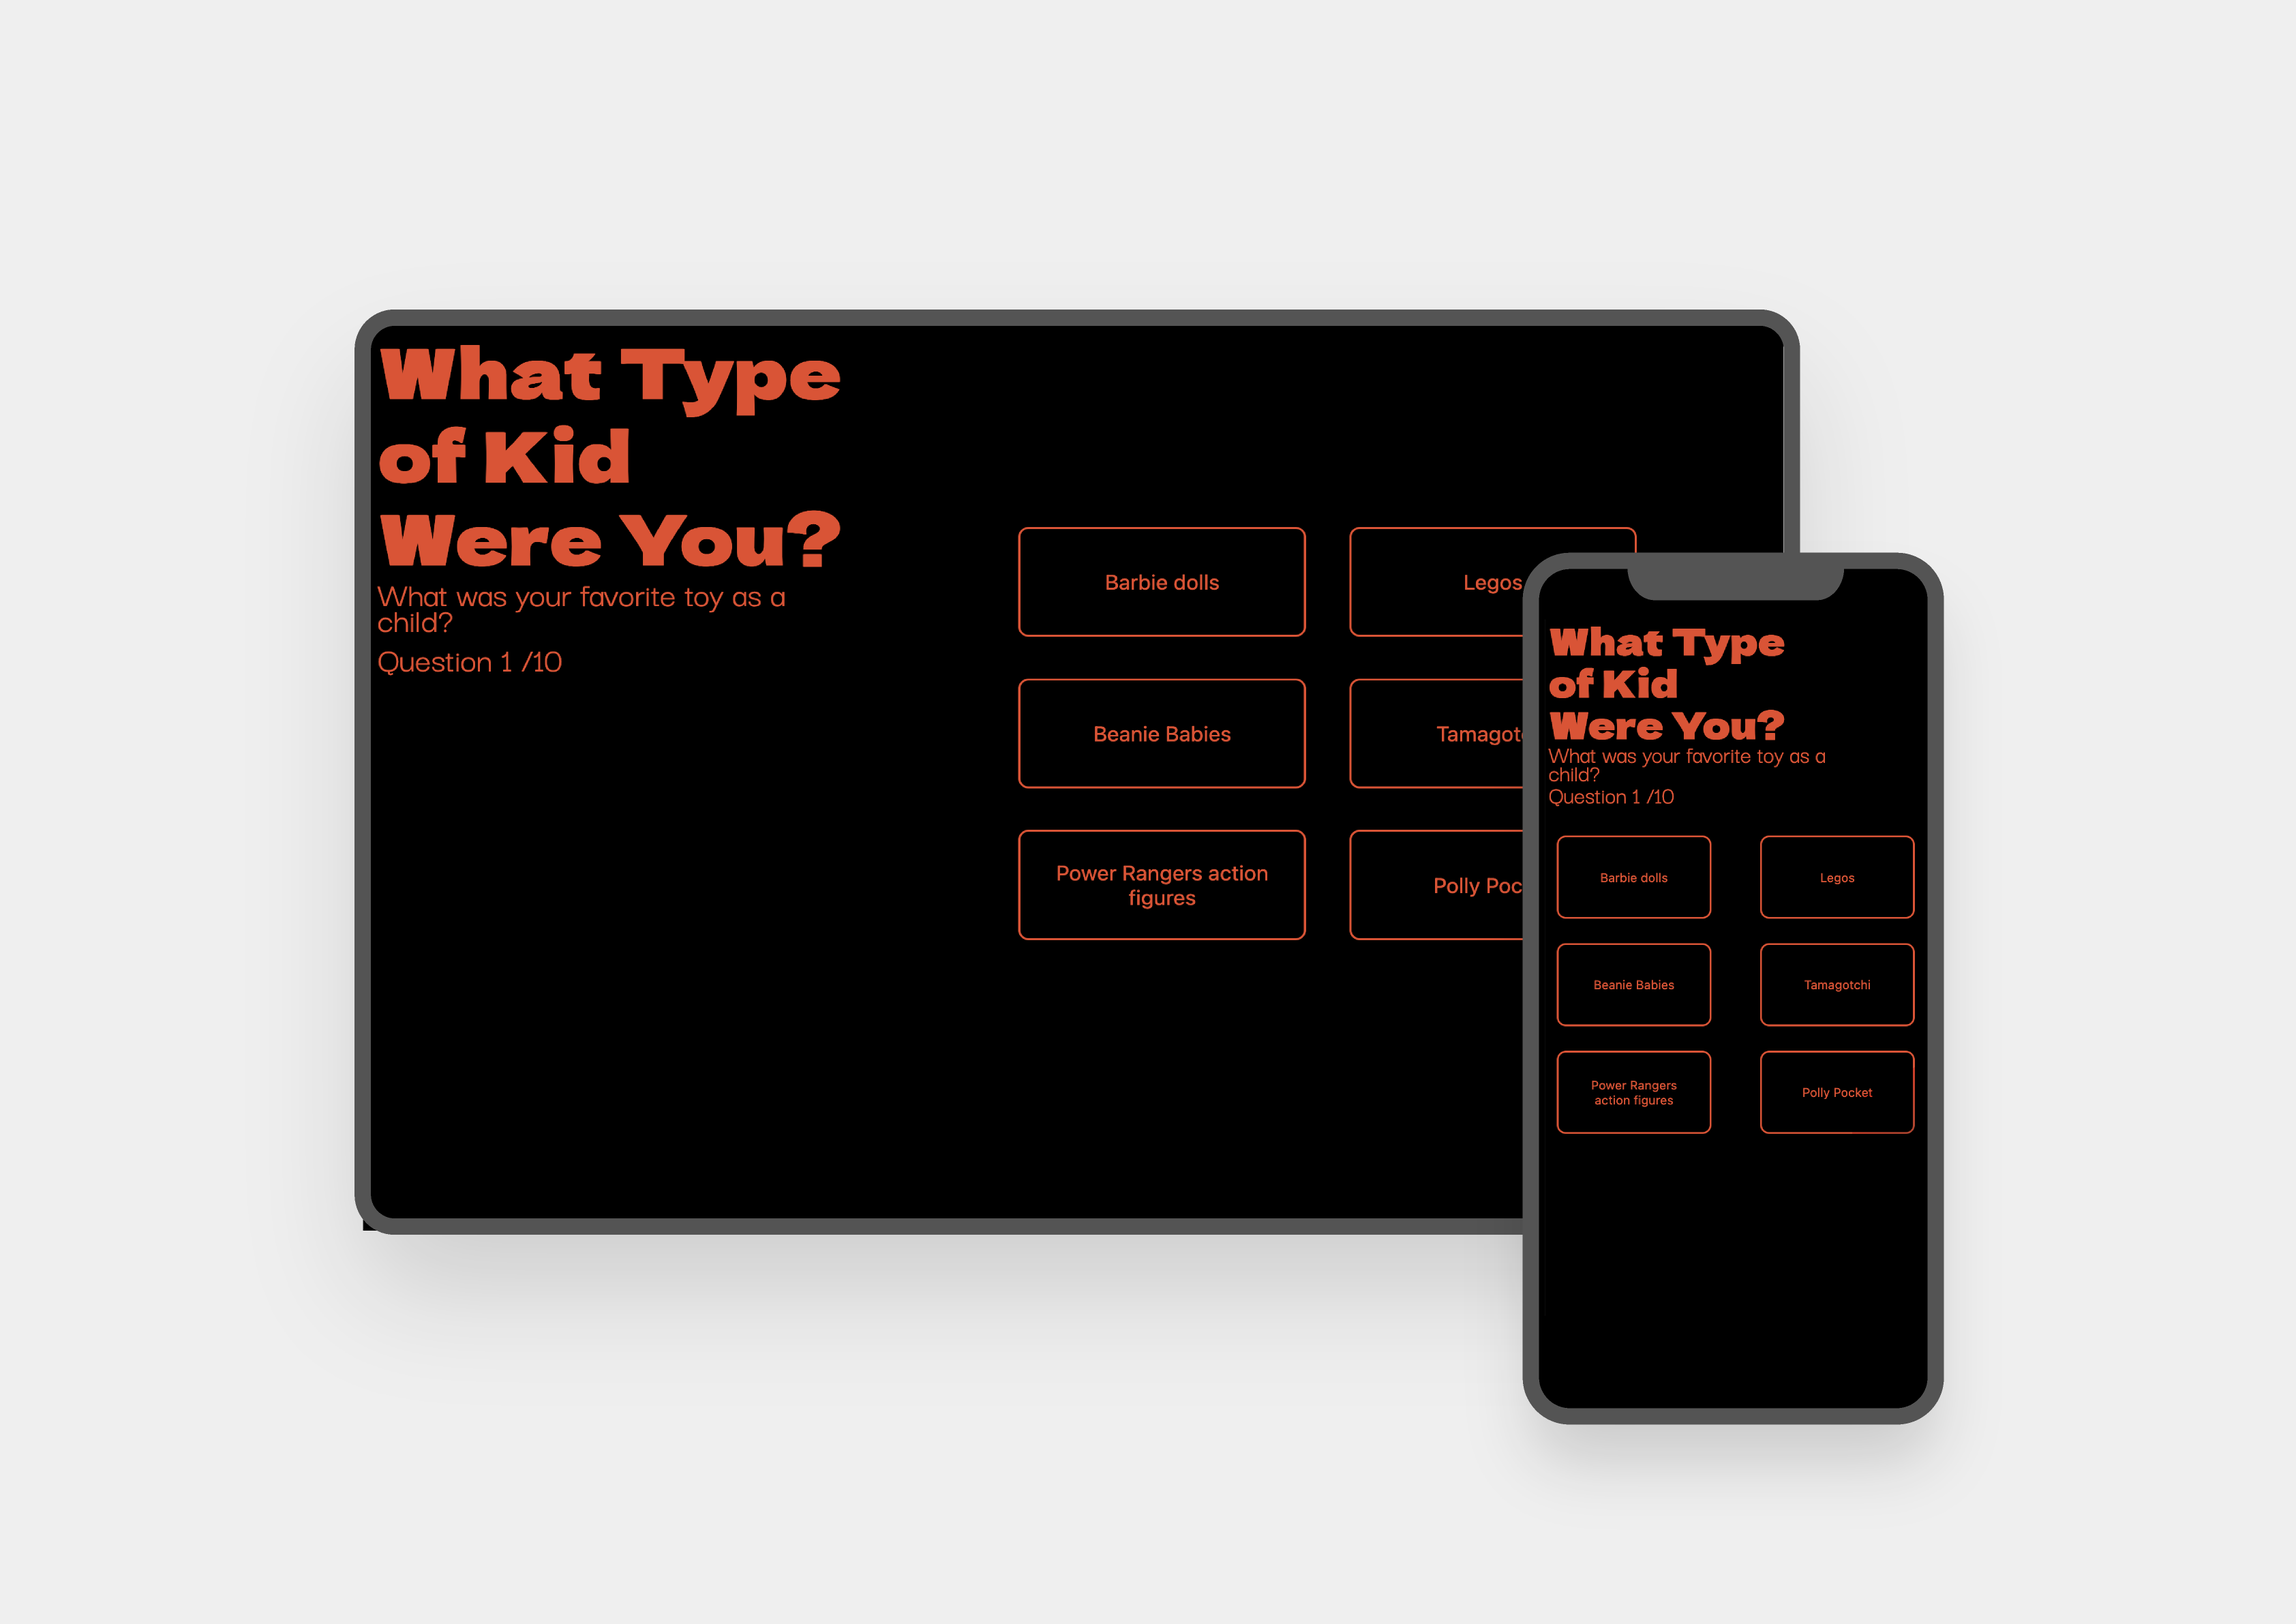 What Type
of Kid
Were You?
What was your favorite toy as a
child?
Question 1 /10
Barbie dolls
Legos
Beanie Babies
Tamagotc
Power Rangers action
figures
Polly Poc
What Type
of Kid
Were You?
What was your favorite toy as a
child?
Question 1 /10
Barbie dolls
Legos
Beanie Babies
Tamagotchi
Power Rangers
action figures
Polly Pocket